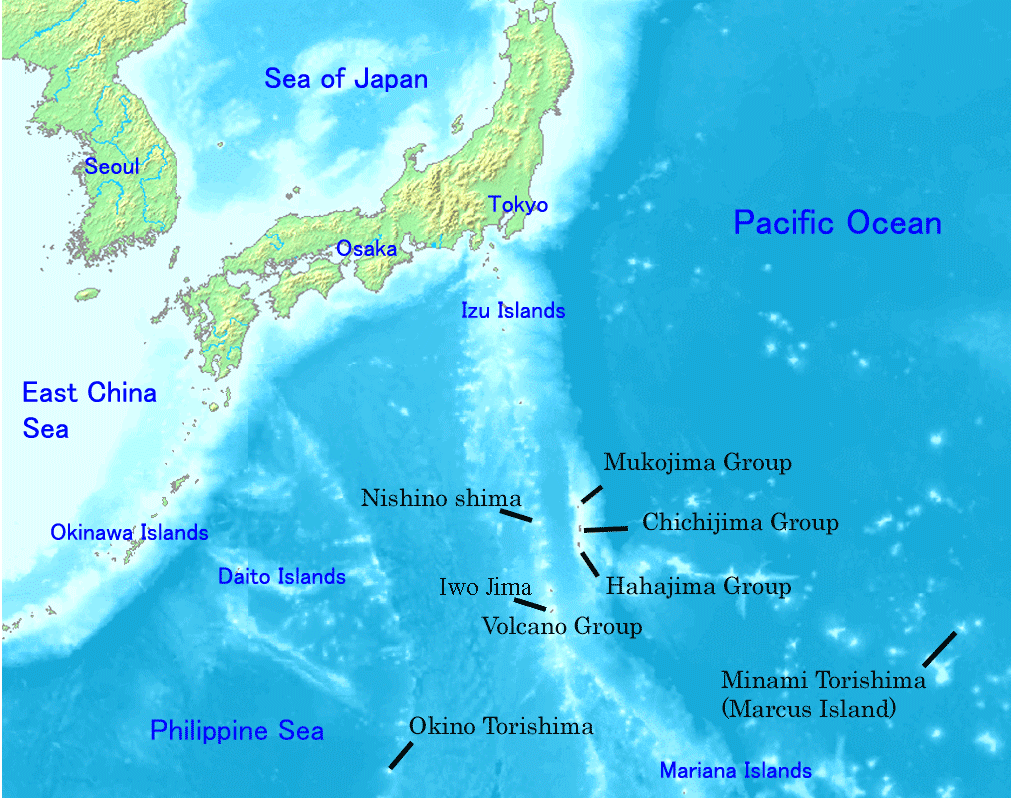 Sea of Japan
Seoul
Tokyo
Pacific Ocean
Osaka
Izu Islands
East China
Sea
Mukojima Group
Nishino shima
Chichijima Group
Okinawa Islands
Daito Islands
Iwo Jima
Hahajima Group
Volcano Group
Minami Torishima
(Marcus Island)
Philippine Sea
Okino Torishima
Mariana Islands